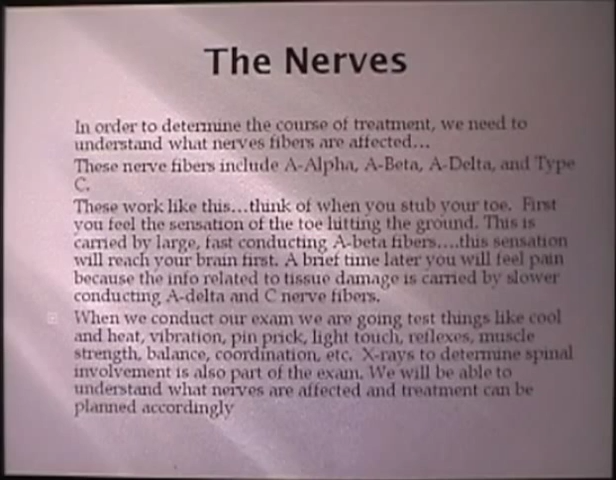 The Nerves
In order to determine the course of treatment, we need to
understand what nerves fibers are affected...
These nerve fibers include A-Alpha, A-Beta, A-Delta, and Type
C.
These work like this...think of when you stub your toe. First
you feel the sensation of the toe hitting the ground. This is
carried by large, fast conducting A-beta fibers....this sensation
will reach your brain first. A brief time later you will feel pain
because the info related to tissue damage is carried by slower
conducting A-delta and C nerve fibers.
When we conduct our exam we are going test things like cool
and heat, vibration, pin prick, light touch, reflexes, muscle
strength, balance, coordination, etc. X-rays to determine spinal
involvement is also part of the exam. We will be able to
understand what nerves are affected and treatment can be
planned accordingly